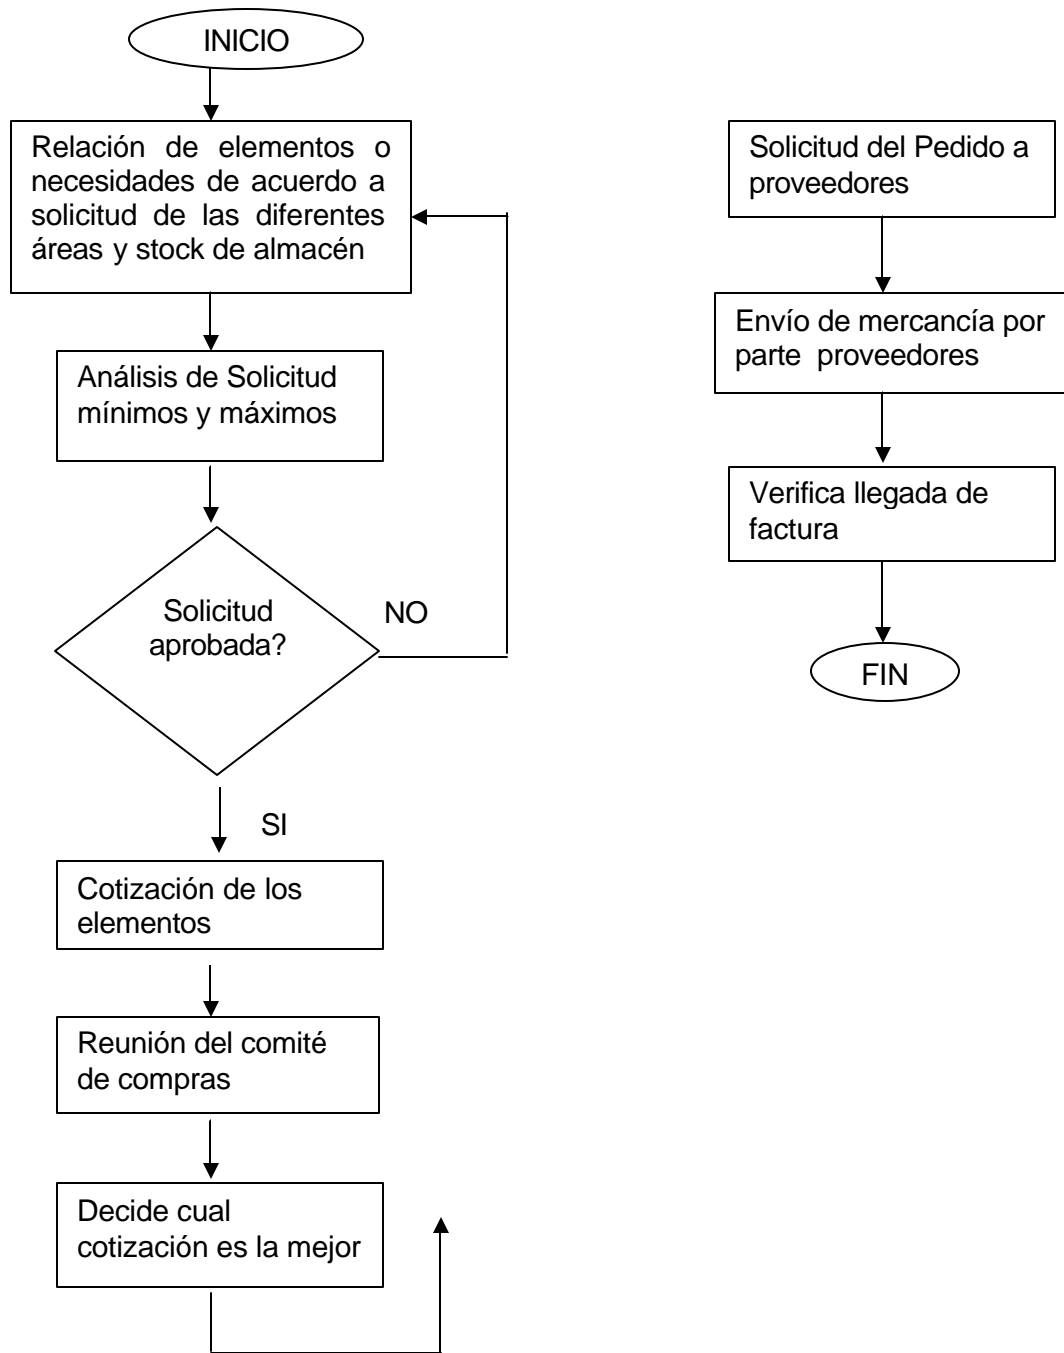 INICIO
Relación de elementos o
necesidades de acuerdo a
solicitud de las diferentes
áreas y stock de almacén
Análisis de Solicitud
mínimos y máximos
Solicitud
aprobada?
NO
SI
Cotización de los
elementos
Reunión del comité
de compras
Decide cual
cotización es la mejor
Solicitud del Pedido a
proveedores
Envío de mercancía por
parte proveedores
Verifica llegada de
factura
FIN